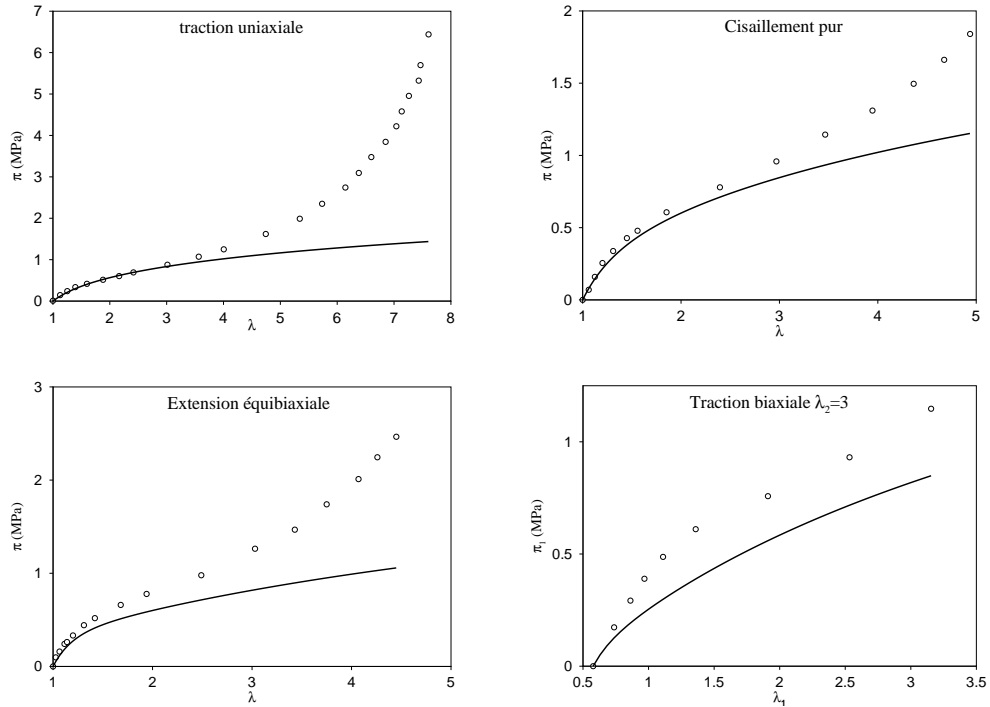 traction uniaxiale
π (MPa)
7
6
5
4
3
2
1
0
1 2 3 4 5 6 7 8
λ
Cisaillement pur
π (MPa)
2
1.5
1
0.5
0
1 2 3 4 5
λ
Extension équibiaxiale
π (MPa)
3
2
1
0
1 2 3 4 5
λ
Traction biaxiale λ₂=3
π₁ (MPa)
1
0.5
0
0.5 1 1.5 2 2.5 3 3.5
λ₁